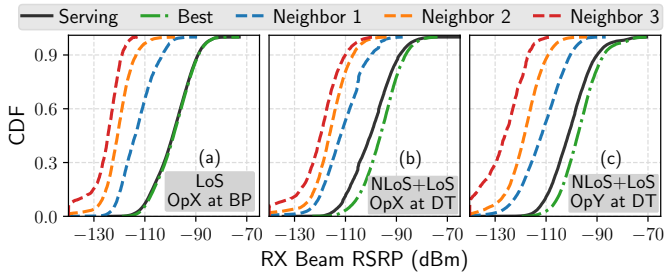 Serving Best Neighbor 1 Neighbor 2 Neighbor 3
CDF
0.9
0.6
0.3
0.0
(a)
LoS
OpX at BP
−130 −110 −90 −70
(b)
NLoS+LoS
OpX at DT
−130 −110 −90 −70
(c)
NLoS+LoS
OpY at DT
−130 −110 −90 −70
RX Beam RSRP (dBm)